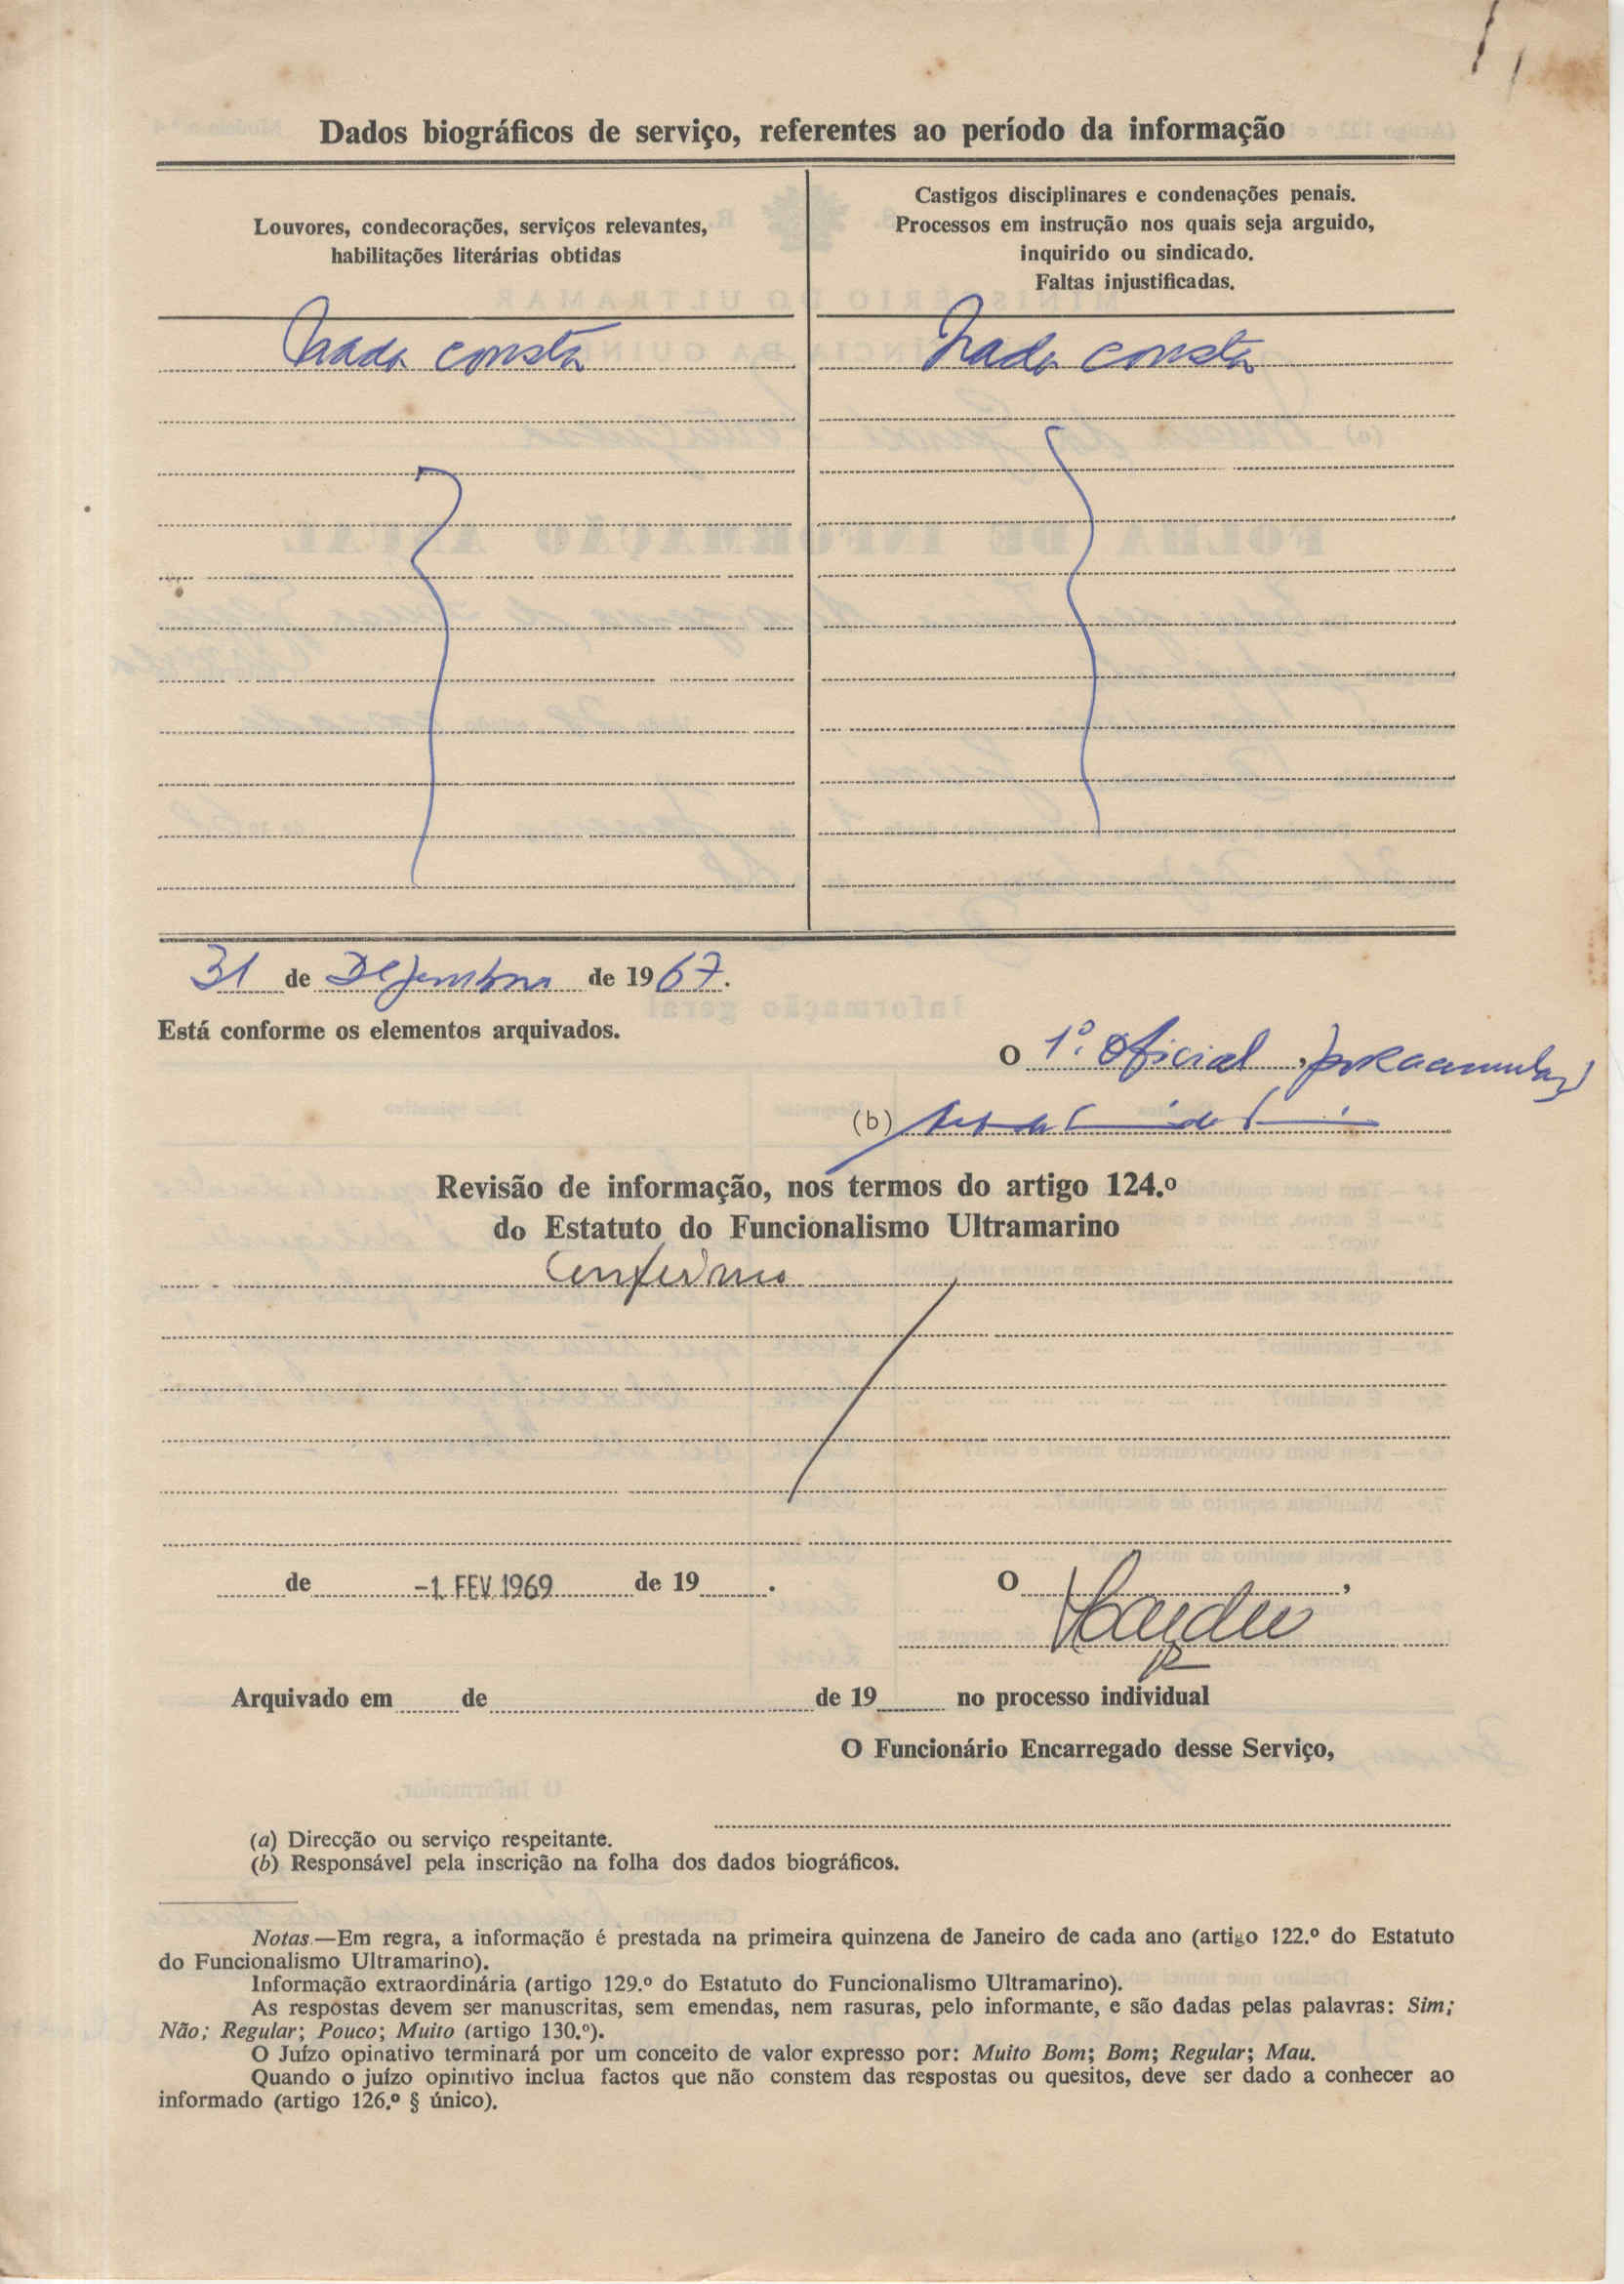 Dados biográficos de serviço, referentes ao período da informação
Louvores, condecorações, serviços relevantes,
habilitações literárias obtidas
Castigos disciplinares e condenações penais.
Processos em instrução nos quais seja arguido,
inquirido ou sindicado.
Faltas injustificadas.
Nada consta
Nada consta
31 de Dezembro de 1967.
Está conforme os elementos arquivados.
O 1.º Oficial,
(b)
Revisão de informação, nos termos do artigo 124.º
do Estatuto do Funcionalismo Ultramarino
Confirmo
de -1. FEV. 1969 de 19 .
O ,
Arquivado em de de 19 no processo individual
O Funcionário Encarregado desse Serviço,
(a) Direcção ou serviço respeitante.
(b) Responsável pela inscrição na folha dos dados biográficos.
Notas.—Em regra, a informação é prestada na primeira quinzena de Janeiro de cada ano (artigo 122.º do Estatuto
do Funcionalismo Ultramarino).
Informação extraordinária (artigo 129.º do Estatuto do Funcionalismo Ultramarino).
As respostas devem ser manuscritas, sem emendas, nem rasuras, pelo informante, e são dadas pelas palavras: Sim;
Não; Regular; Pouco; Muito (artigo 130.º).
O Juízo opinativo terminará por um conceito de valor expresso por: Muito Bom; Bom; Regular; Mau.
Quando o juízo opinitivo inclua factos que não constem das respostas ou quesitos, deve ser dado a conhecer ao
informado (artigo 126.º § único).